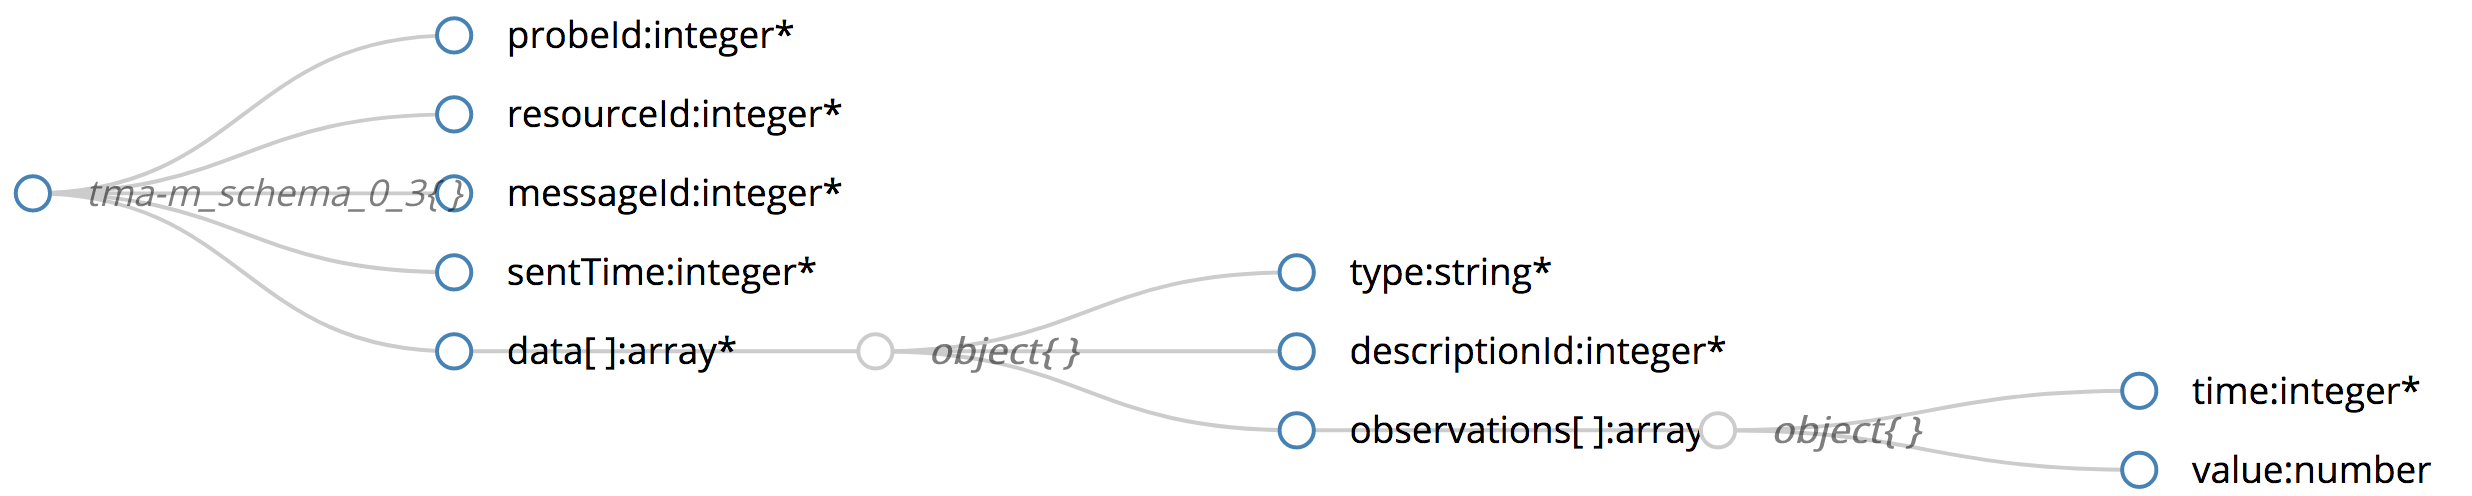 probeId:integer*
resourceId:integer*
tma-m_schema_0_3{ }
messageId:integer*
sentTime:integer*
data[ ]:array*
object{ }
type:string*
descriptionId:integer*
observations[ ]:array
object{ }
time:integer*
value:number